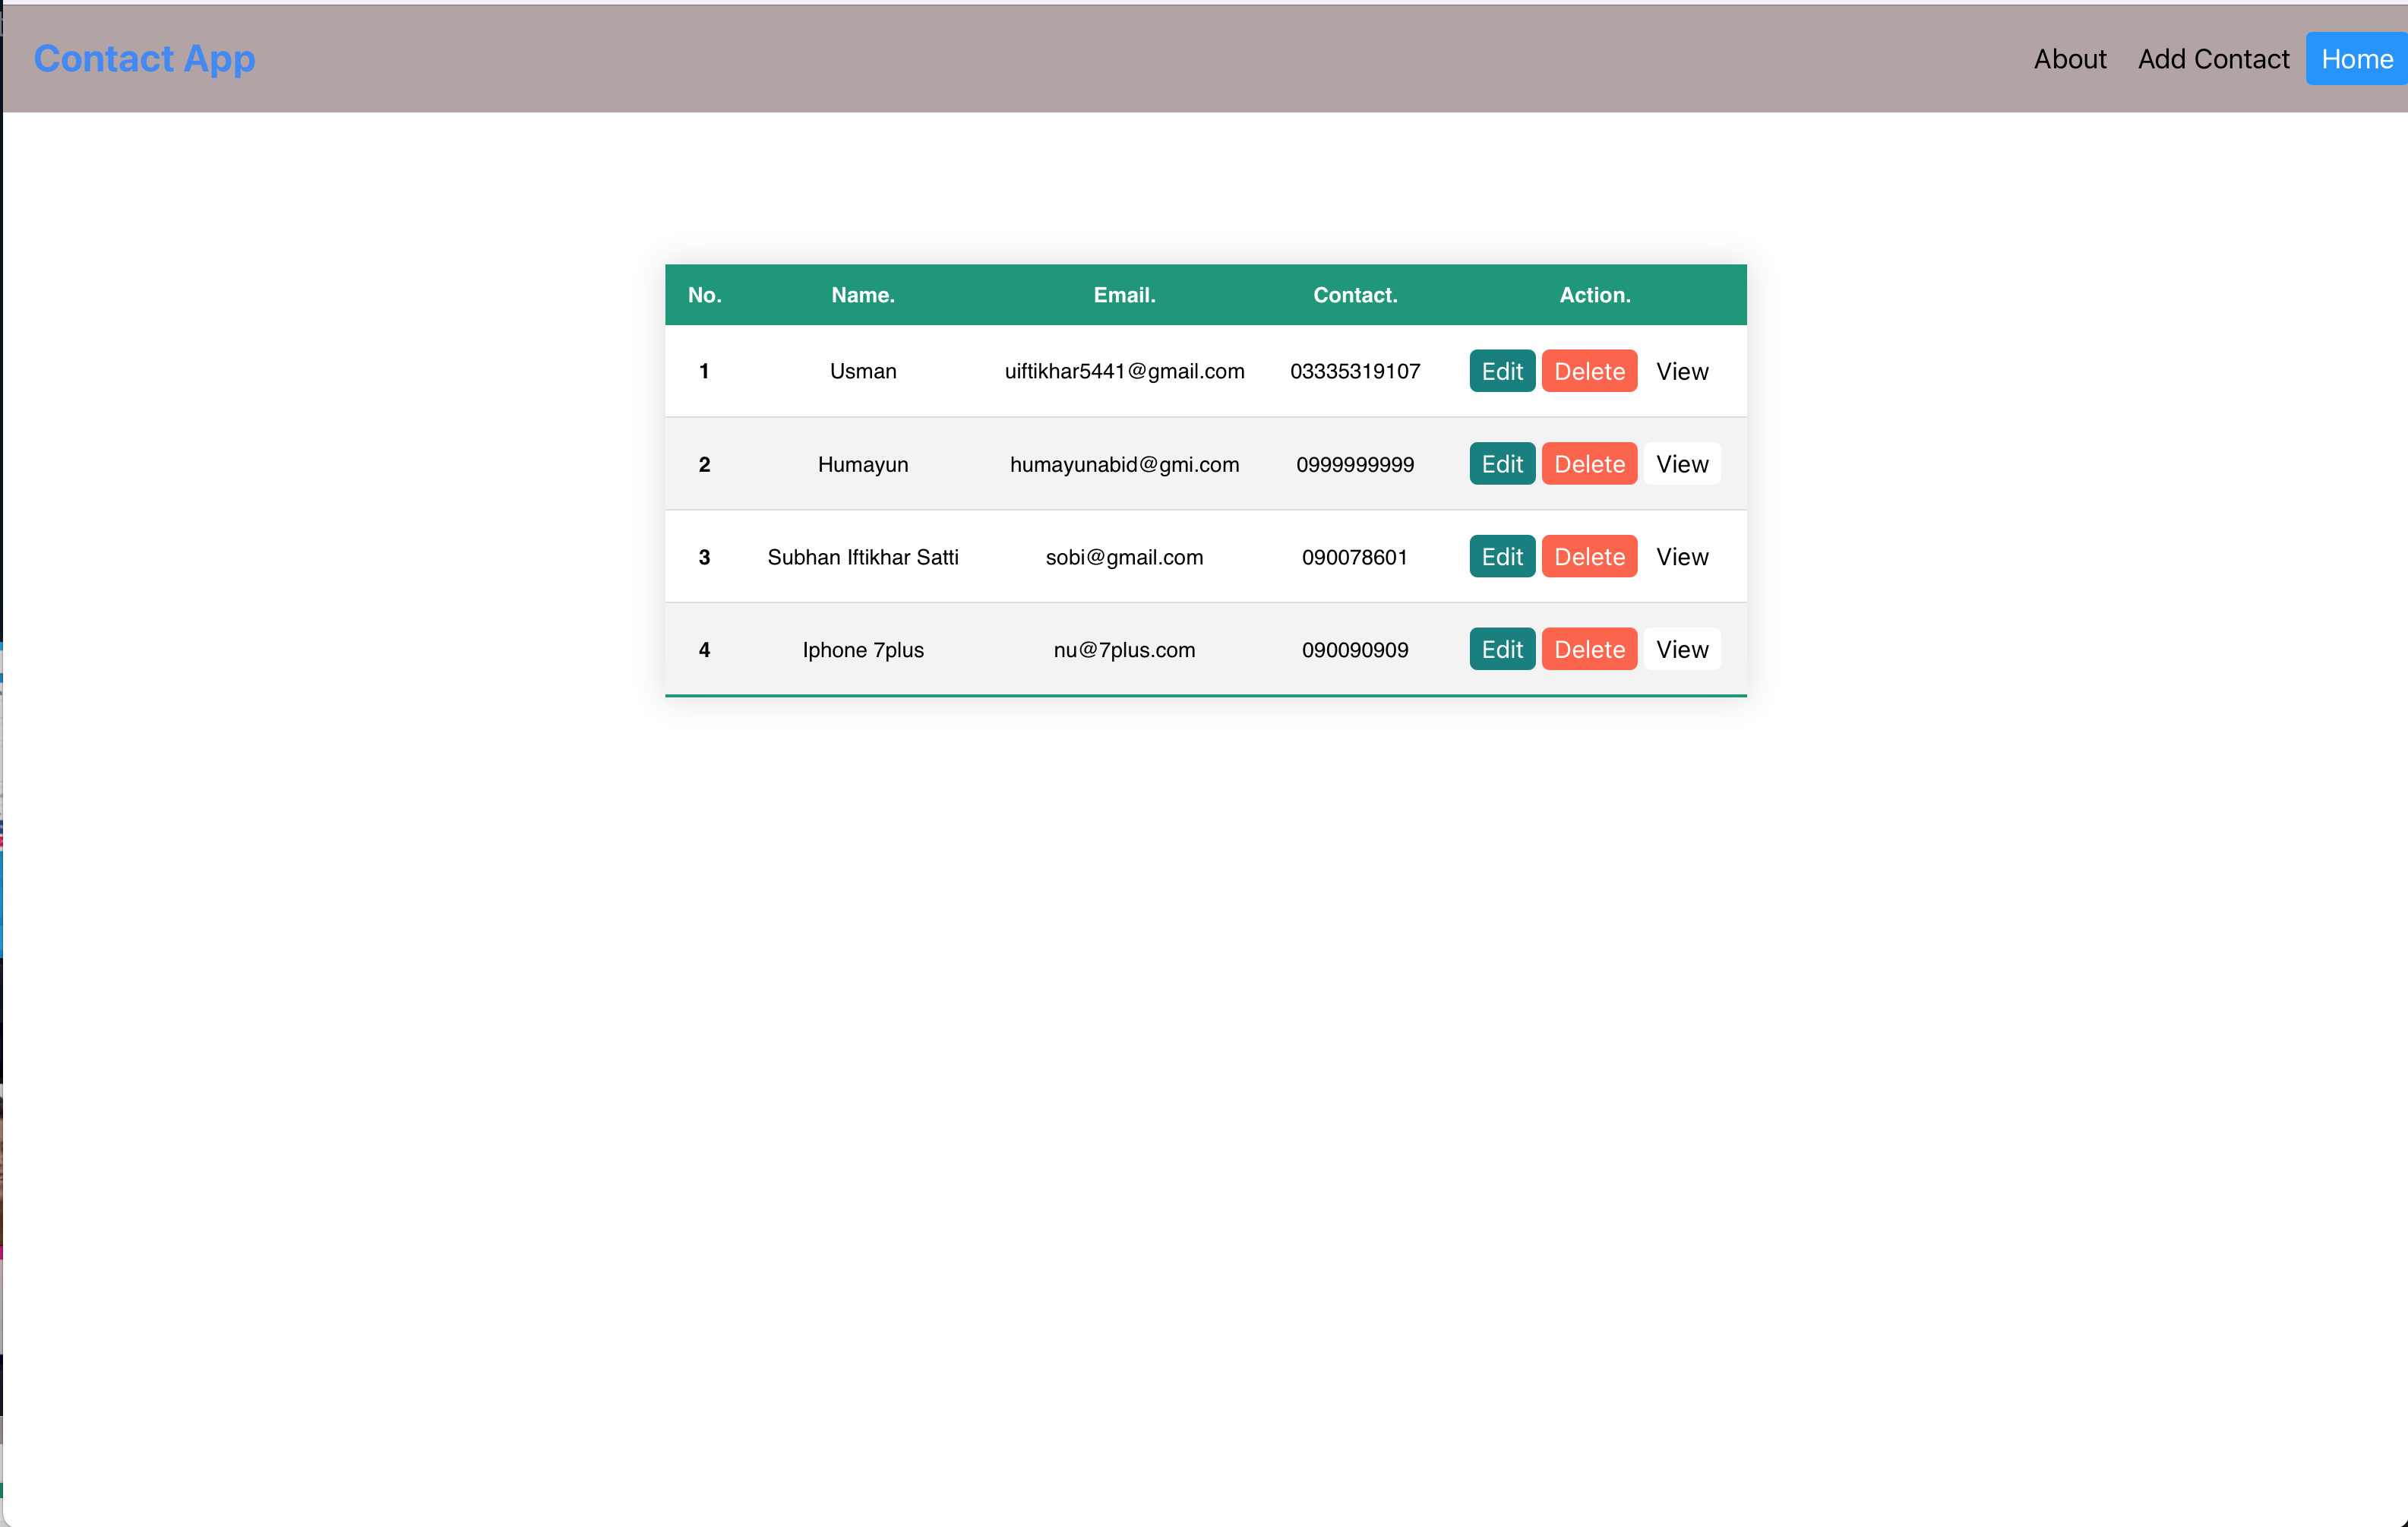 Contact App About Add Contact Home
No. Name. Email. Contact. Action.
1 Usman uiftikhar5441@gmail.com 03335319107 Edit Delete View
2 Humayun humayunabid@gmi.com 0999999999 Edit Delete View
3 Subhan Iftikhar Satti sobi@gmail.com 090078601 Edit Delete View
4 Iphone 7plus nu@7plus.com 090090909 Edit Delete View